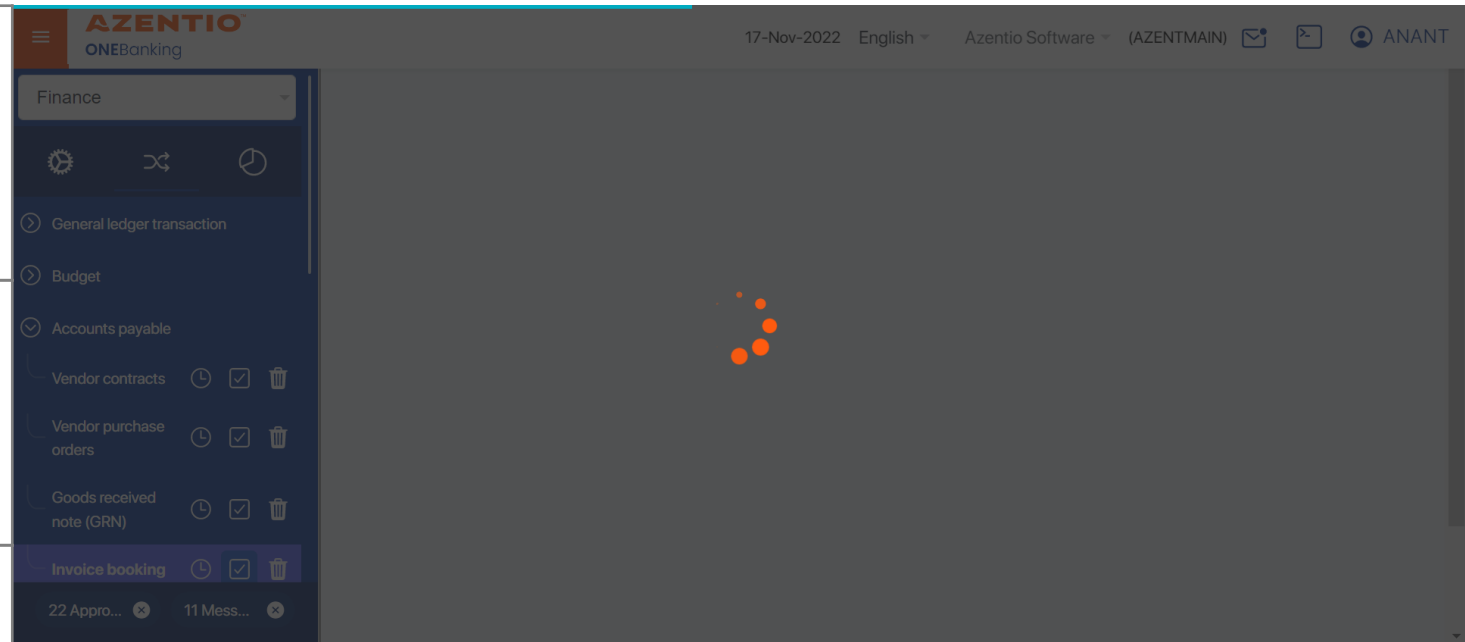 AZENTIO
ONEBanking
17-Nov-2022 English Azentio Software (AZENTMAIN) ANANT
Finance
General ledger transaction
Budget
Accounts payable
Vendor contracts
Vendor purchase
orders
Goods received
note (GRN)
Invoice booking
22 Appro... 11 Mess...